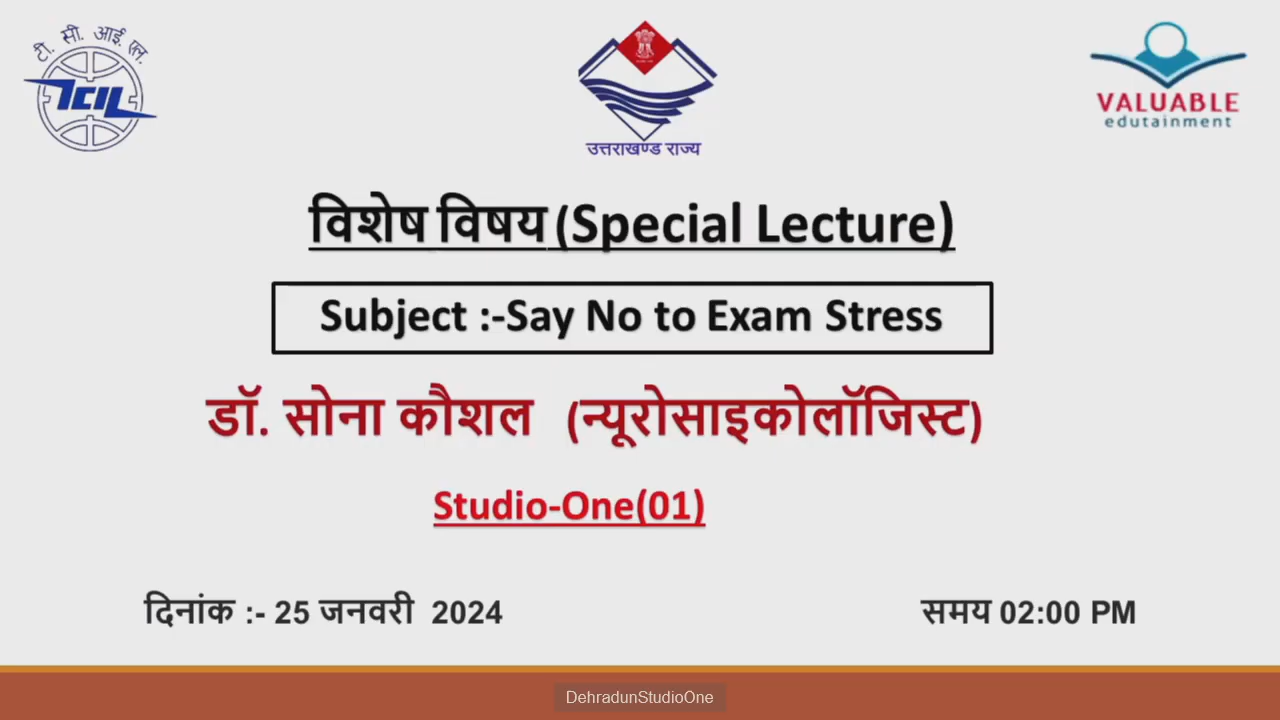 टी. सी. आई. एल.
TCIL
उत्तराखण्ड राज्य
VALUABLE
edutainment
विशेष विषय (Special Lecture)
Subject :-Say No to Exam Stress
डॉ. सोना कौशल (न्यूरोसाइकोलॉजिस्ट)
Studio-One(01)
दिनांक :- 25 जनवरी 2024
समय 02:00 PM
DehradunStudioOne